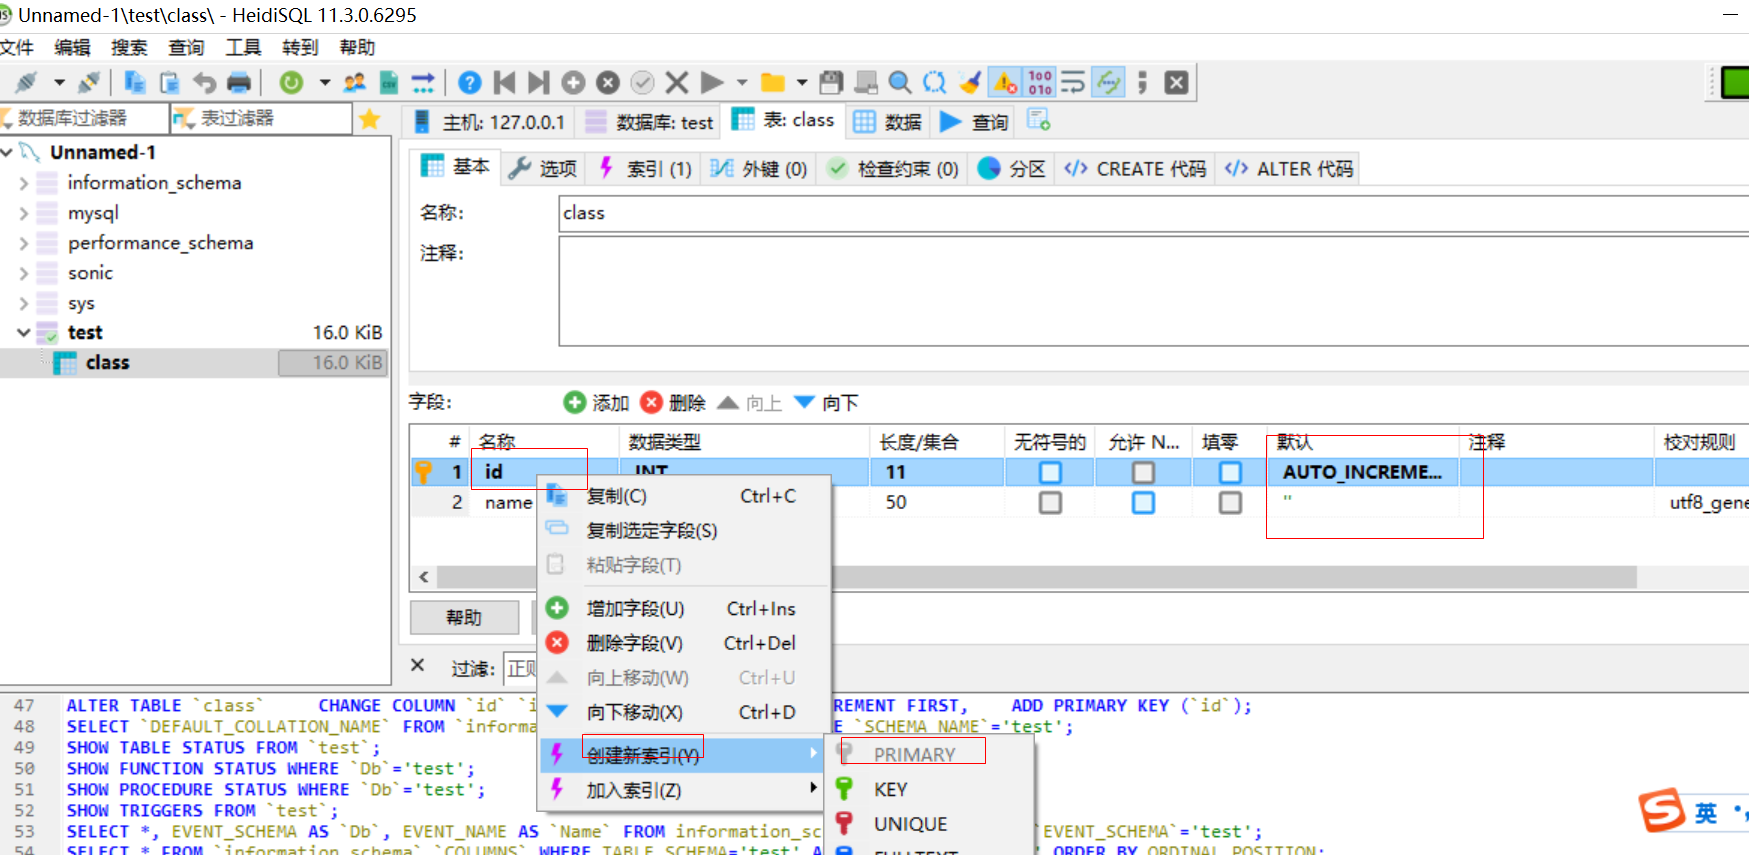 Unnamed-1\test\class\ - HeidiSQL 11.3.0.6295
文件 编辑 搜索 查询 工具 转到 帮助
数据库过滤器 表过滤器
主机: 127.0.0.1 数据库: test 表: class 数据 查询
Unnamed-1
information_schema
mysql
performance_schema
sonic
sys
test 16.0 KiB
class 16.0 KiB
基本 选项 索引 (1) 外键 (0) 检查约束 (0) 分区 CREATE 代码 ALTER 代码
名称: class
注释:
字段: 添加 删除 向上 向下
# 名称 数据类型 长度/集合 无符号的 允许 N... 填零 默认 注释 校对规则
1 id INT 11 AUTO_INCREME...
2 name 50 '' utf8_gene
复制(C) Ctrl+C
复制选定字段(S)
粘贴字段(T)
增加字段(U) Ctrl+Ins
删除字段(V) Ctrl+Del
向上移动(W) Ctrl+U
向下移动(X) Ctrl+D
创建新索引(Y)
加入索引(Z)
PRIMARY
KEY
UNIQUE
FULLTEXT
帮助
过滤: 正则
47 ALTER TABLE `class` CHANGE COLUMN `id` `i REMENT FIRST, ADD PRIMARY KEY (`id`);
48 SELECT `DEFAULT_COLLATION_NAME` FROM `informa E `SCHEMA_NAME`='test';
49 SHOW TABLE STATUS FROM `test`;
50 SHOW FUNCTION STATUS WHERE `Db`='test';
51 SHOW PROCEDURE STATUS WHERE `Db`='test';
52 SHOW TRIGGERS FROM `test`;
53 SELECT *, EVENT_SCHEMA AS `Db`, EVENT_NAME AS `Name` FROM information_sc `EVENT_SCHEMA`='test';
54 SELECT * FROM `information_schema`.`COLUMNS` WHERE TABLE_SCHEMA='test' A ORDER BY ORDINAL_POSITION;
英